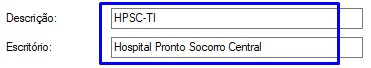 Descrição: HPSC-TI
Escritório: Hospital Pronto Socorro Central